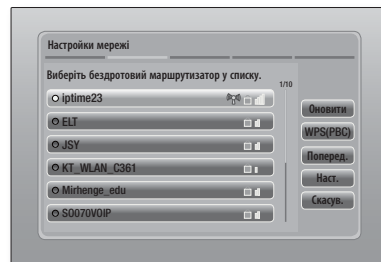 Настройки мережі
Виберіть бездротовий маршрутизатор у списку.
1/10
iptime23
ELT
JSY
KT_WLAN_C361
Mirhenge_edu
SO070VOIP
Оновити
WPS(PBC)
Поперед.
Наст.
Скасув.